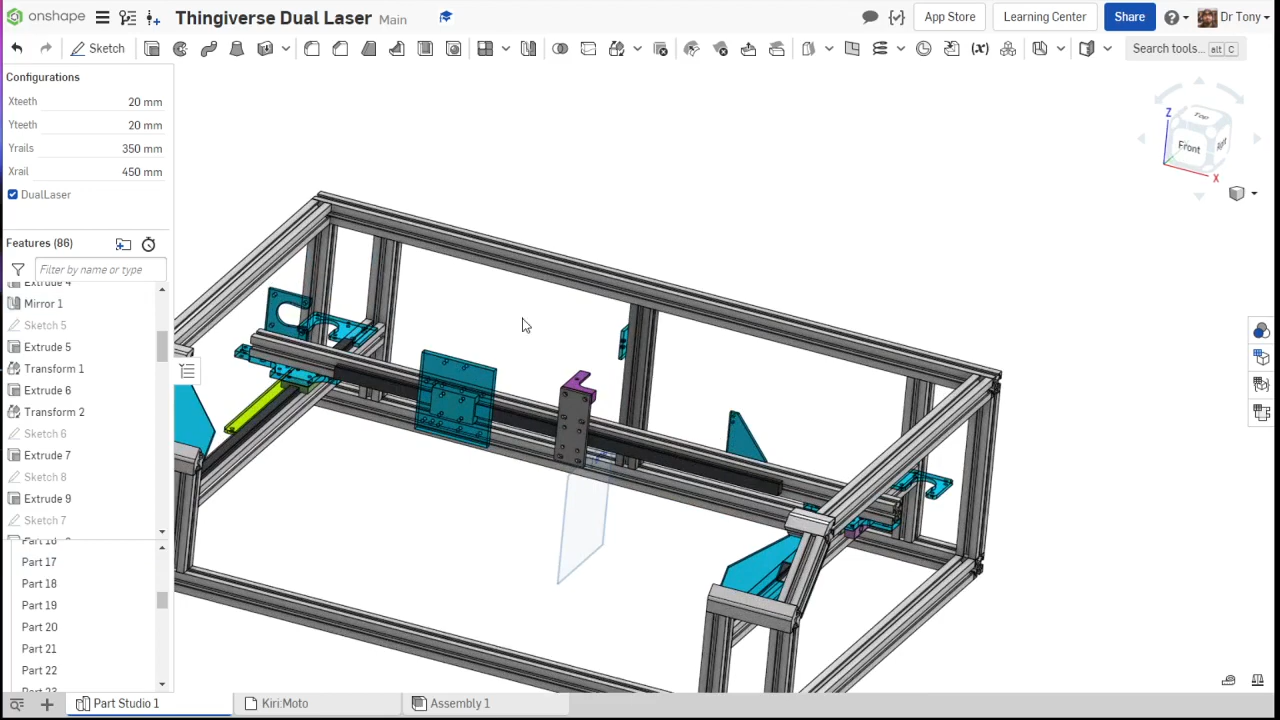 onshape
Thingiverse Dual Laser Main
App Store
Learning Center
Share
Dr Tony
Sketch
Search tools... alt C
Configurations
Xteeth 20 mm
Yteeth 20 mm
Yrails 350 mm
Xrail 450 mm
DualLaser
Features (86)
Filter by name or type
Extrude 4
Mirror 1
Sketch 5
Extrude 5
Transform 1
Extrude 6
Transform 2
Sketch 6
Extrude 7
Sketch 8
Extrude 9
Sketch 7
Part 17
Part 18
Part 19
Part 20
Part 21
Part 22
Part 23
Z
Top
Front
Right
X
Part Studio 1
Kiri:Moto
Assembly 1